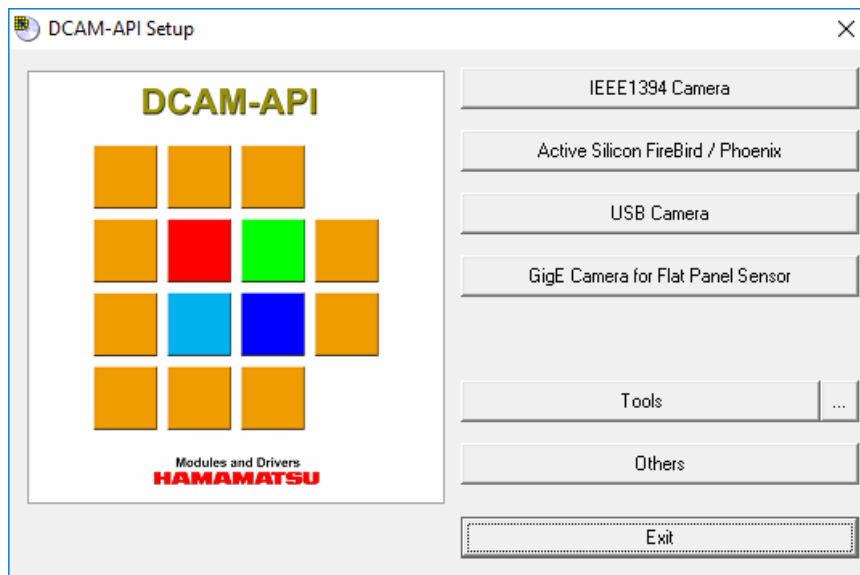 DCAM-API Setup
DCAM-API
Modules and Drivers
HAMAMATSU
IEEE1394 Camera
Active Silicon FireBird / Phoenix
USB Camera
GigE Camera for Flat Panel Sensor
Tools
...
Others
Exit